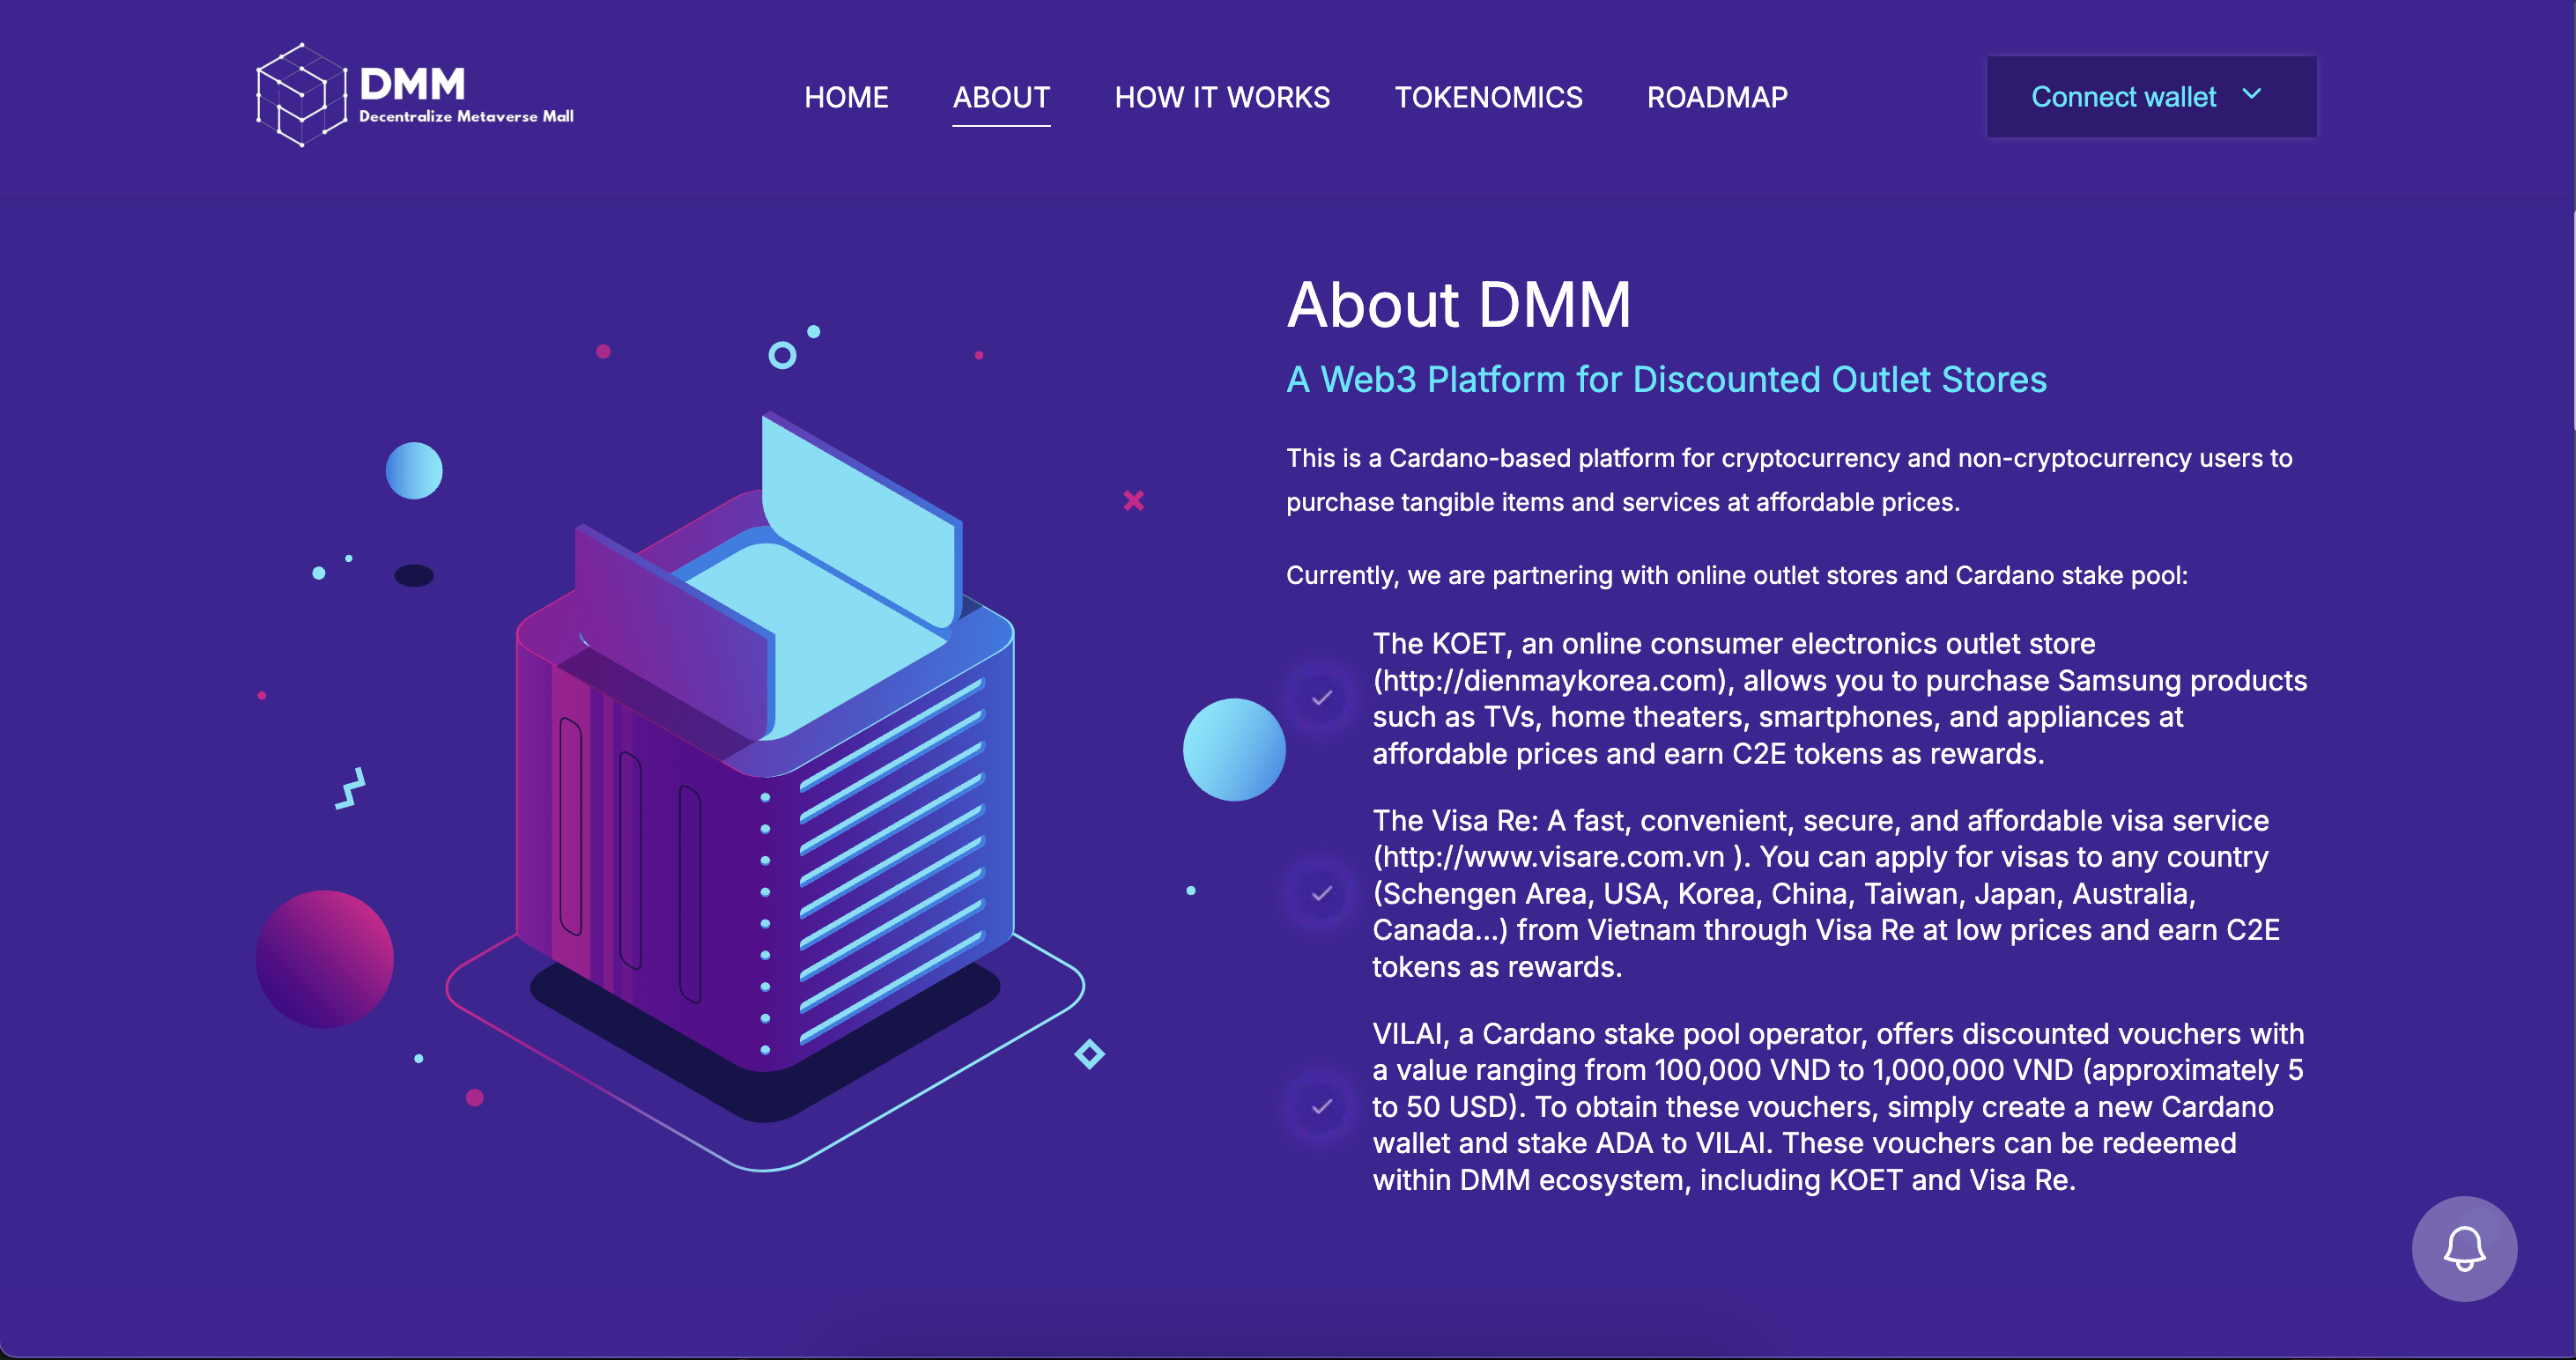 DMM
Decentralize Metaverse Mall
HOME
ABOUT
HOW IT WORKS
TOKENOMICS
ROADMAP
Connect wallet
About DMM
A Web3 Platform for Discounted Outlet Stores
This is a Cardano-based platform for cryptocurrency and non-cryptocurrency users to
purchase tangible items and services at affordable prices.
Currently, we are partnering with online outlet stores and Cardano stake pool:
The KOET, an online consumer electronics outlet store
(http://dienmaykorea.com), allows you to purchase Samsung products
such as TVs, home theaters, smartphones, and appliances at
affordable prices and earn C2E tokens as rewards.
The Visa Re: A fast, convenient, secure, and affordable visa service
(http://www.visare.com.vn ). You can apply for visas to any country
(Schengen Area, USA, Korea, China, Taiwan, Japan, Australia,
Canada...) from Vietnam through Visa Re at low prices and earn C2E
tokens as rewards.
VILAI, a Cardano stake pool operator, offers discounted vouchers with
a value ranging from 100,000 VND to 1,000,000 VND (approximately 5
to 50 USD). To obtain these vouchers, simply create a new Cardano
wallet and stake ADA to VILAI. These vouchers can be redeemed
within DMM ecosystem, including KOET and Visa Re.